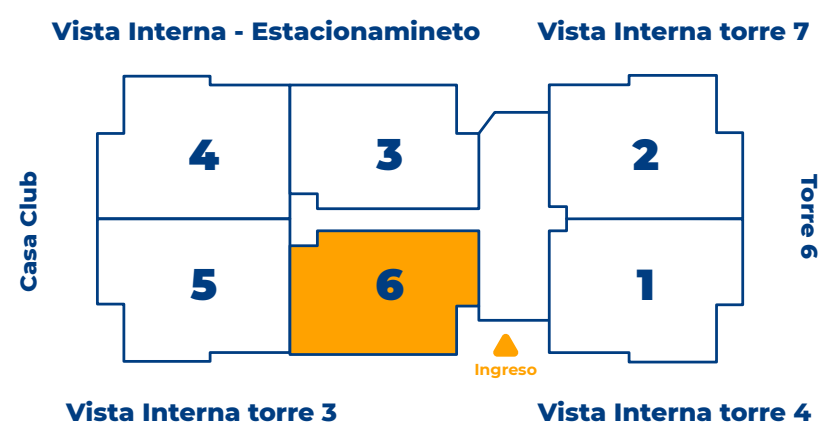 Vista Interna - Estacionamineto
Vista Interna torre 7
4
3
2
Casa Club
Torre 6
5
6
1
Ingreso
Vista Interna torre 3
Vista Interna torre 4